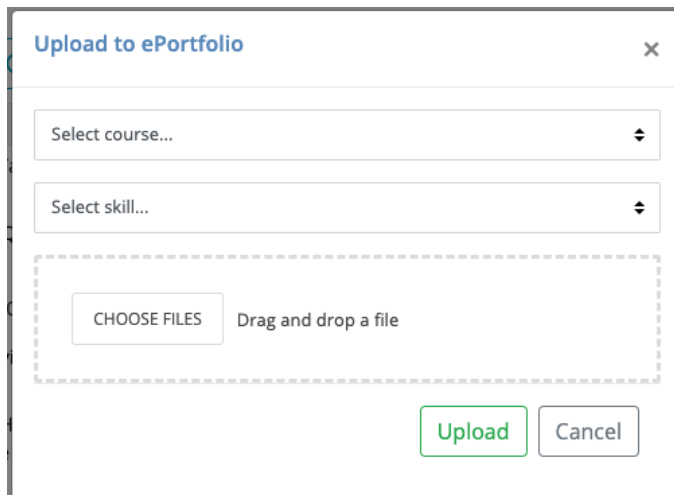 Upload to ePortfolio ×
Select course...
Select skill...
CHOOSE FILES Drag and drop a file
Upload Cancel